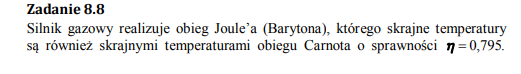 Zadanie 8.8
Silnik gazowy realizuje obieg Joule’a (Barytona), którego skrajne temperatury
są również skrajnymi temperaturami obiegu Carnota o sprawności η = 0,795.